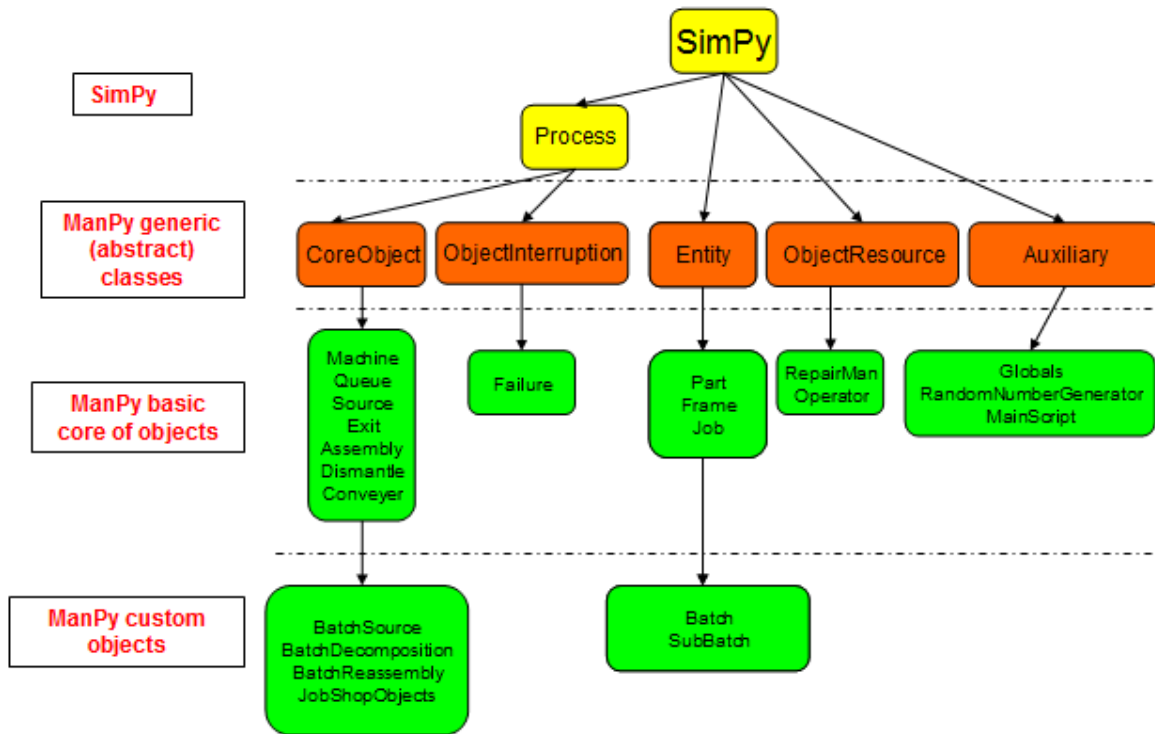 SimPy
SimPy
Process
ManPy generic
(abstract)
classes
CoreObject
ObjectInterruption
Entity
ObjectResource
Auxiliary
ManPy basic
core of objects
Machine
Queue
Source
Exit
Assembly
Dismantle
Conveyer
Failure
Part
Frame
Job
RepairMan
Operator
Globals
RandomNumberGenerator
MainScript
ManPy custom
objects
BatchSource
BatchDecomposition
BatchReassembly
JobShopObjects
Batch
SubBatch